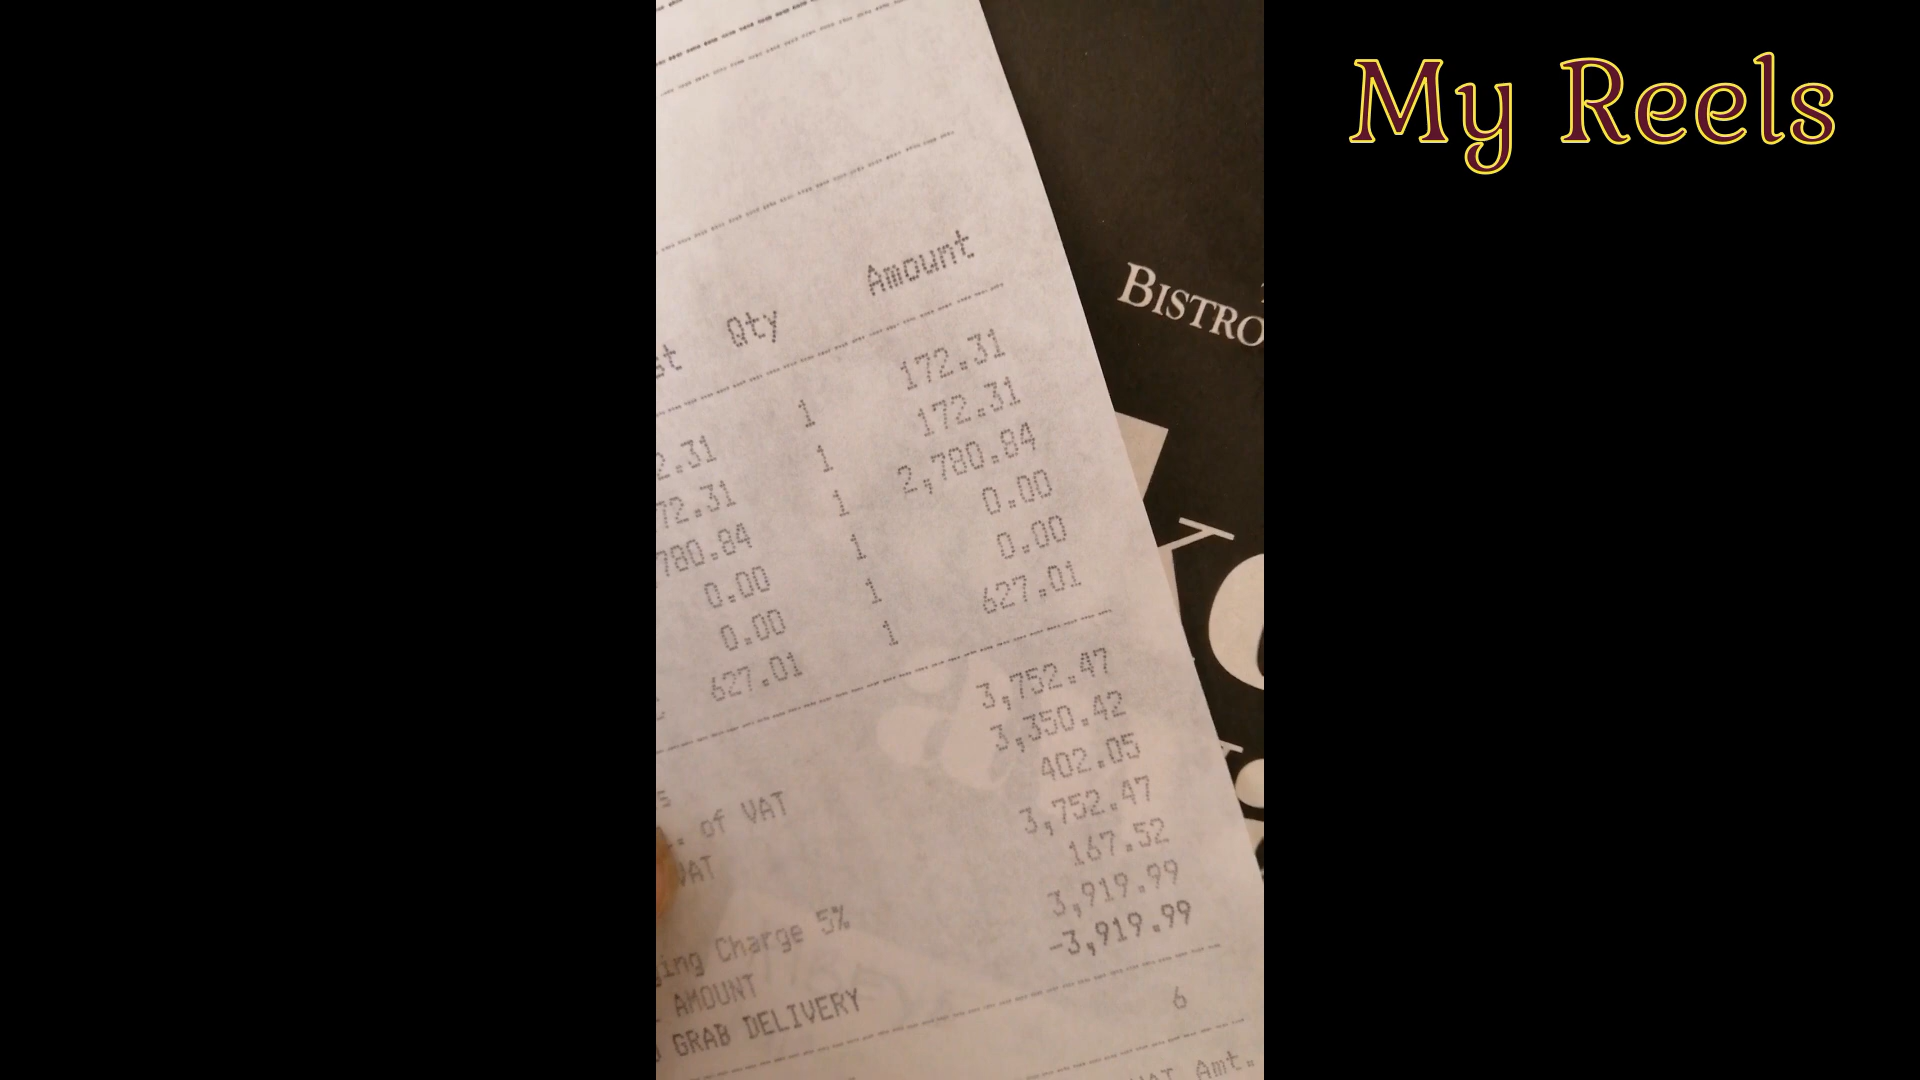 My Reels
BISTRO
Qty Amount
1 172.31
72.31 1 172.31
780.84 1 2,780.84
0.00 1 0.00
0.00 1 0.00
627.01 1 627.01
3,752.47
of VAT 3,350.42
VAT 402.05
3,752.47
Charge 5% 167.52
AMOUNT 3,919.99
GRAB DELIVERY -3,919.99
6
Amt.